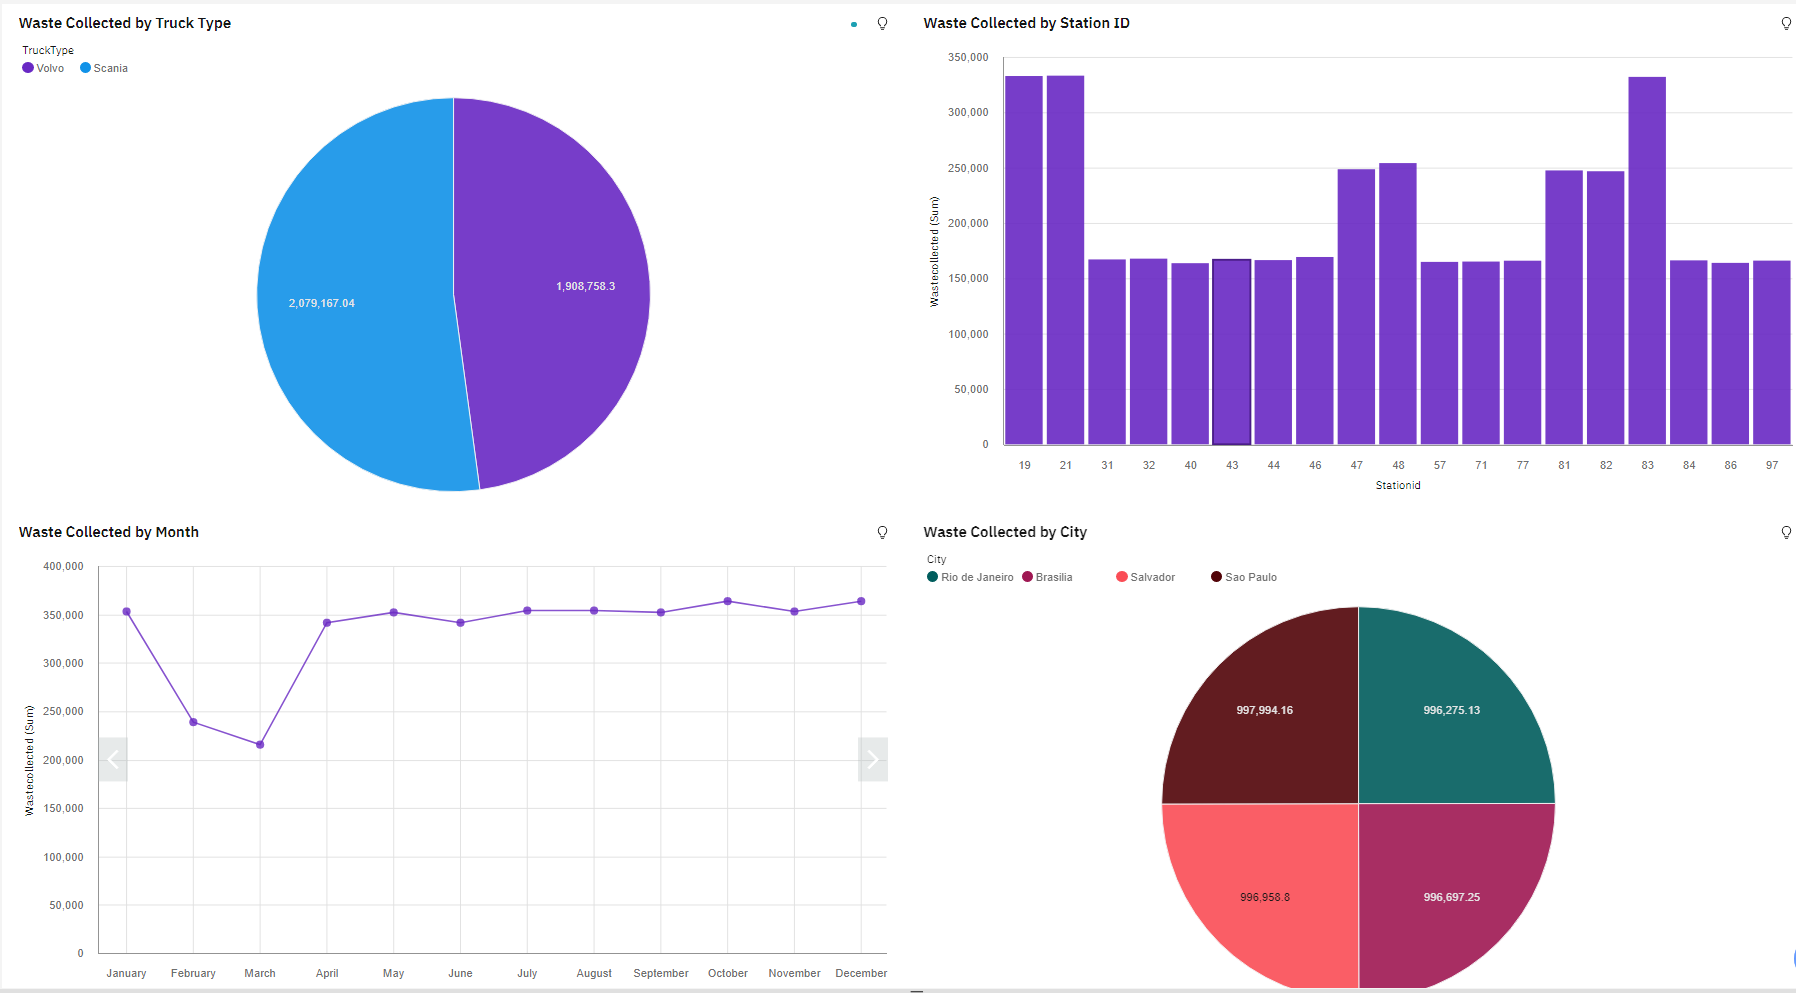 Waste Collected by Truck Type
TruckType
Volvo Scania
2,079,167.04
1,908,758.3
Waste Collected by Station ID
Wastecollected (Sum)
350,000
300,000
250,000
200,000
150,000
100,000
50,000
0
19 21 31 32 40 43 44 46 47 48 57 71 77 81 82 83 84 86 97
Stationid
Waste Collected by Month
Wastecollected (Sum)
400,000
350,000
300,000
250,000
200,000
150,000
100,000
50,000
0
January February March April May June July August September October November December
Waste Collected by City
City
Rio de Janeiro Brasília Salvador Sao Paulo
997,994.16
996,275.13
996,958.8
996,697.25